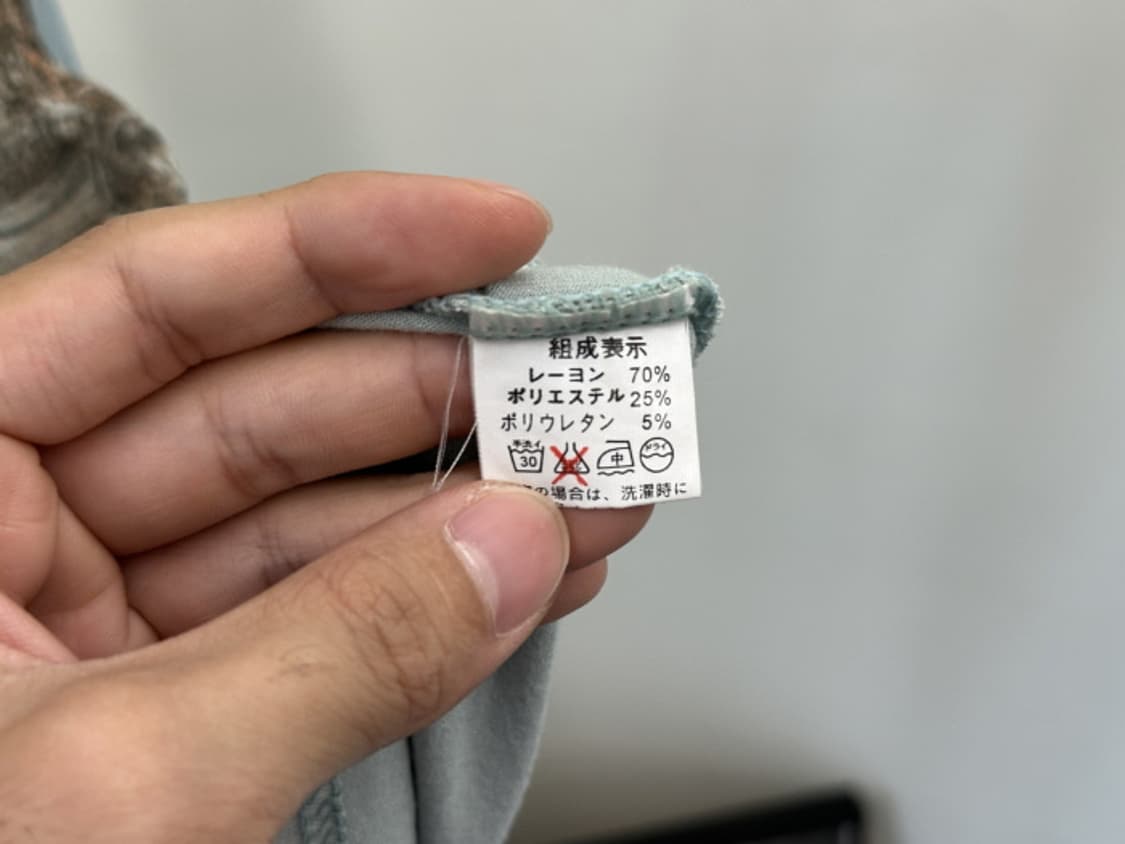 組成表示
レーヨン 70%
ポリエステル 25%
ポリウレタン 5%
手洗イ 30 中 ドライ
の場合は、洗濯時に